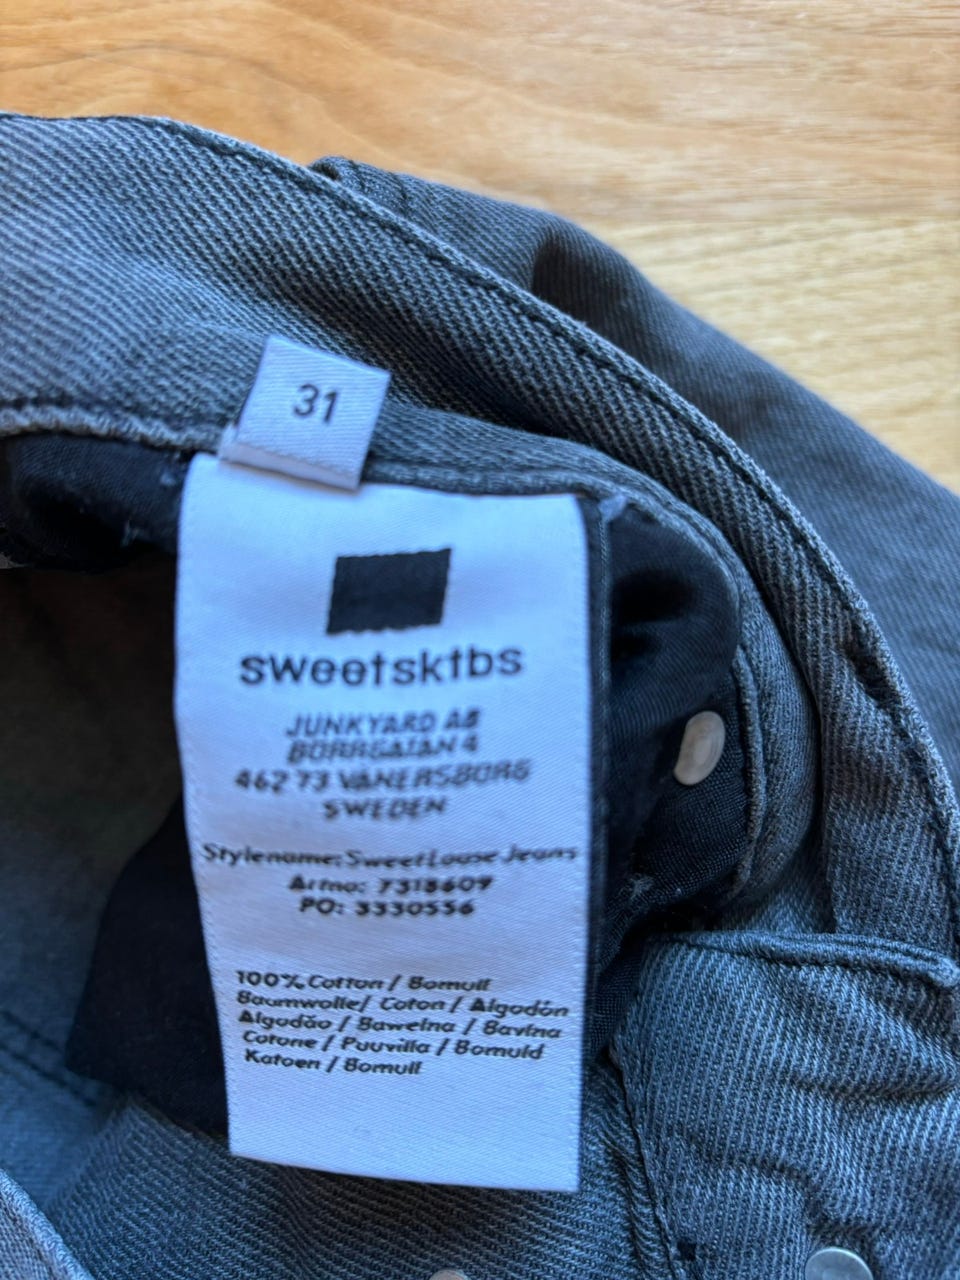 31
sweetsktbs
JUNKYARD AB
BORRGATAN 4
462 73 VÄNERSBORG
SWEDEN
Stylename: Sweet Loose Jeans
Artno: 7318609
PO: 3330556
100% Cotton / Bomull
Baumwolle/ Coton / Algodón
Algodão / Bawełna / Bavlna
Cotone / Puuvilla / Bomuld
Katoen / Bomull